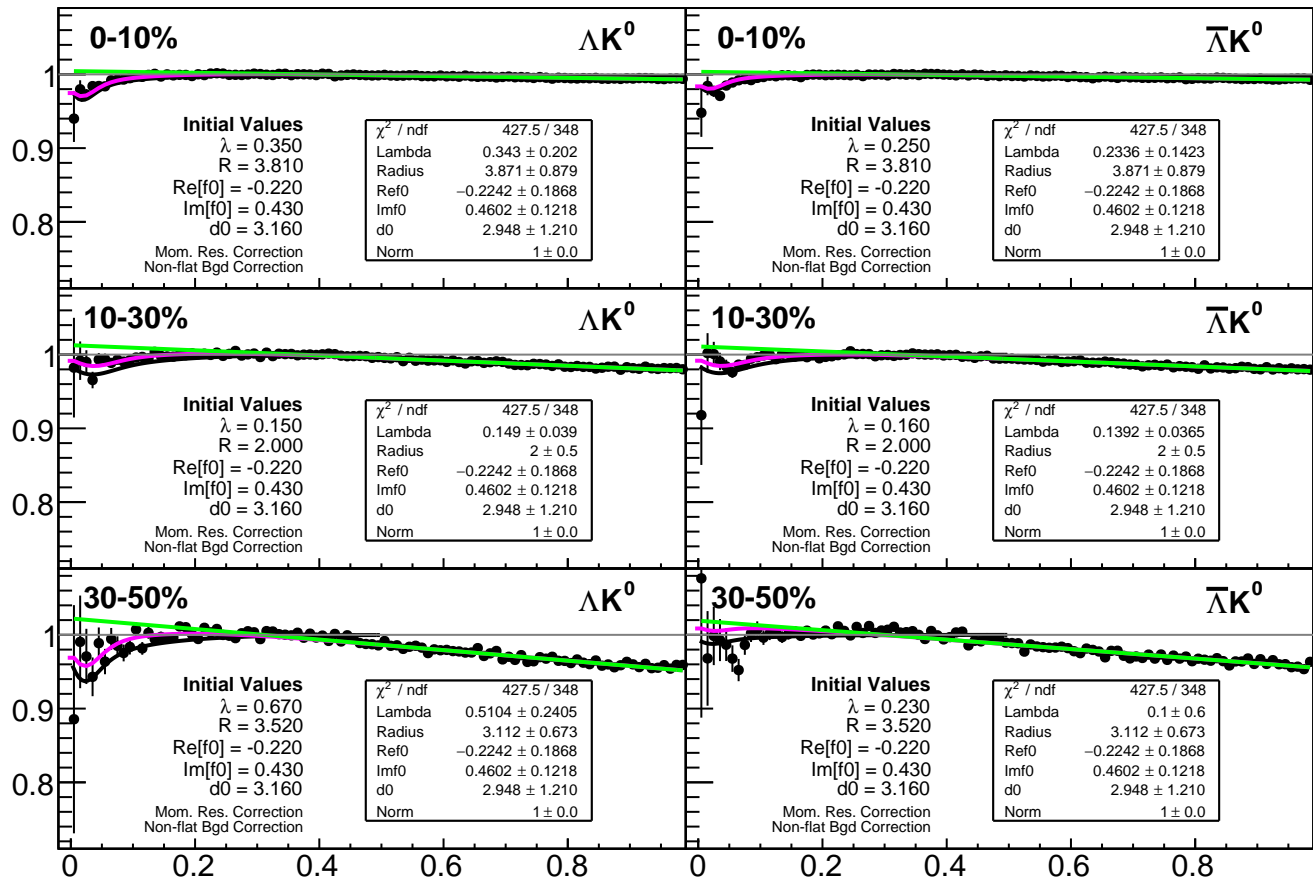 0-10%
ΛK⁰
1
0.9
0.8
Initial Values
λ = 0.350
R = 3.810
Re[f0] = -0.220
Im[f0] = 0.430
d0 = 3.160
Mom. Res. Correction
Non-flat Bgd Correction
χ² / ndf 427.5 / 348
Lambda 0.343 ± 0.202
Radius 3.871 ± 0.879
Ref0 −0.2242 ± 0.1868
Imf0 0.4602 ± 0.1218
d0 2.948 ± 1.210
Norm 1 ± 0.0
0-10%
Λ̅K⁰
Initial Values
λ = 0.250
R = 3.810
Re[f0] = -0.220
Im[f0] = 0.430
d0 = 3.160
Mom. Res. Correction
Non-flat Bgd Correction
χ² / ndf 427.5 / 348
Lambda 0.2336 ± 0.1423
Radius 3.871 ± 0.879
Ref0 −0.2242 ± 0.1868
Imf0 0.4602 ± 0.1218
d0 2.948 ± 1.210
Norm 1 ± 0.0
10-30%
ΛK⁰
1
0.9
0.8
Initial Values
λ = 0.150
R = 2.000
Re[f0] = -0.220
Im[f0] = 0.430
d0 = 3.160
Mom. Res. Correction
Non-flat Bgd Correction
χ² / ndf 427.5 / 348
Lambda 0.149 ± 0.039
Radius 2 ± 0.5
Ref0 −0.2242 ± 0.1868
Imf0 0.4602 ± 0.1218
d0 2.948 ± 1.210
Norm 1 ± 0.0
10-30%
Λ̅K⁰
Initial Values
λ = 0.160
R = 2.000
Re[f0] = -0.220
Im[f0] = 0.430
d0 = 3.160
Mom. Res. Correction
Non-flat Bgd Correction
χ² / ndf 427.5 / 348
Lambda 0.1392 ± 0.0365
Radius 2 ± 0.5
Ref0 −0.2242 ± 0.1868
Imf0 0.4602 ± 0.1218
d0 2.948 ± 1.210
Norm 1 ± 0.0
30-50%
ΛK⁰
1
0.9
0.8
Initial Values
λ = 0.670
R = 3.520
Re[f0] = -0.220
Im[f0] = 0.430
d0 = 3.160
Mom. Res. Correction
Non-flat Bgd Correction
χ² / ndf 427.5 / 348
Lambda 0.5104 ± 0.2405
Radius 3.112 ± 0.673
Ref0 −0.2242 ± 0.1868
Imf0 0.4602 ± 0.1218
d0 2.948 ± 1.210
Norm 1 ± 0.0
30-50%
Λ̅K⁰
Initial Values
λ = 0.230
R = 3.520
Re[f0] = -0.220
Im[f0] = 0.430
d0 = 3.160
Mom. Res. Correction
Non-flat Bgd Correction
χ² / ndf 427.5 / 348
Lambda 0.1 ± 0.6
Radius 3.112 ± 0.673
Ref0 −0.2242 ± 0.1868
Imf0 0.4602 ± 0.1218
d0 2.948 ± 1.210
Norm 1 ± 0.0
0 0.2 0.4 0.6 0.8 0 0.2 0.4 0.6 0.8